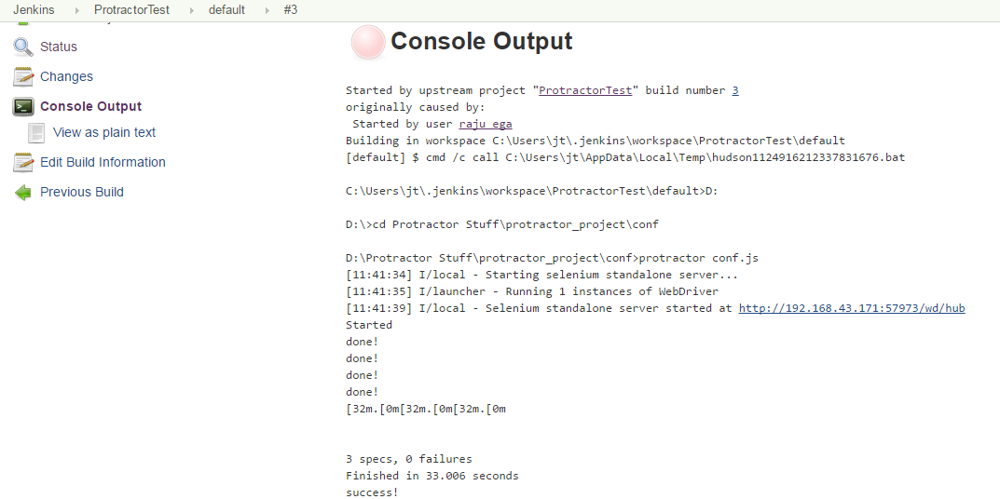 Jenkins ProtractorTest default #3
Status
Changes
Console Output
View as plain text
Edit Build Information
Previous Build
Console Output
Started by upstream project "ProtractorTest" build number 3
originally caused by:
 Started by user raju ega
Building in workspace C:\Users\jt\.jenkins\workspace\ProtractorTest\default
[default] $ cmd /c call C:\Users\jt\AppData\Local\Temp\hudson1124916212337831676.bat
C:\Users\jt\.jenkins\workspace\ProtractorTest\default>D:
D:\>cd Protractor Stuff\protractor_project\conf
D:\Protractor Stuff\protractor_project\conf>protractor conf.js
[11:41:34] I/local - Starting selenium standalone server...
[11:41:35] I/launcher - Running 1 instances of WebDriver
[11:41:39] I/local - Selenium standalone server started at http://192.168.43.171:57973/wd/hub
Started
done!
done!
done!
done!
[32m.[0m[32m.[0m[32m.[0m
3 specs, 0 failures
Finished in 33.006 seconds
success!